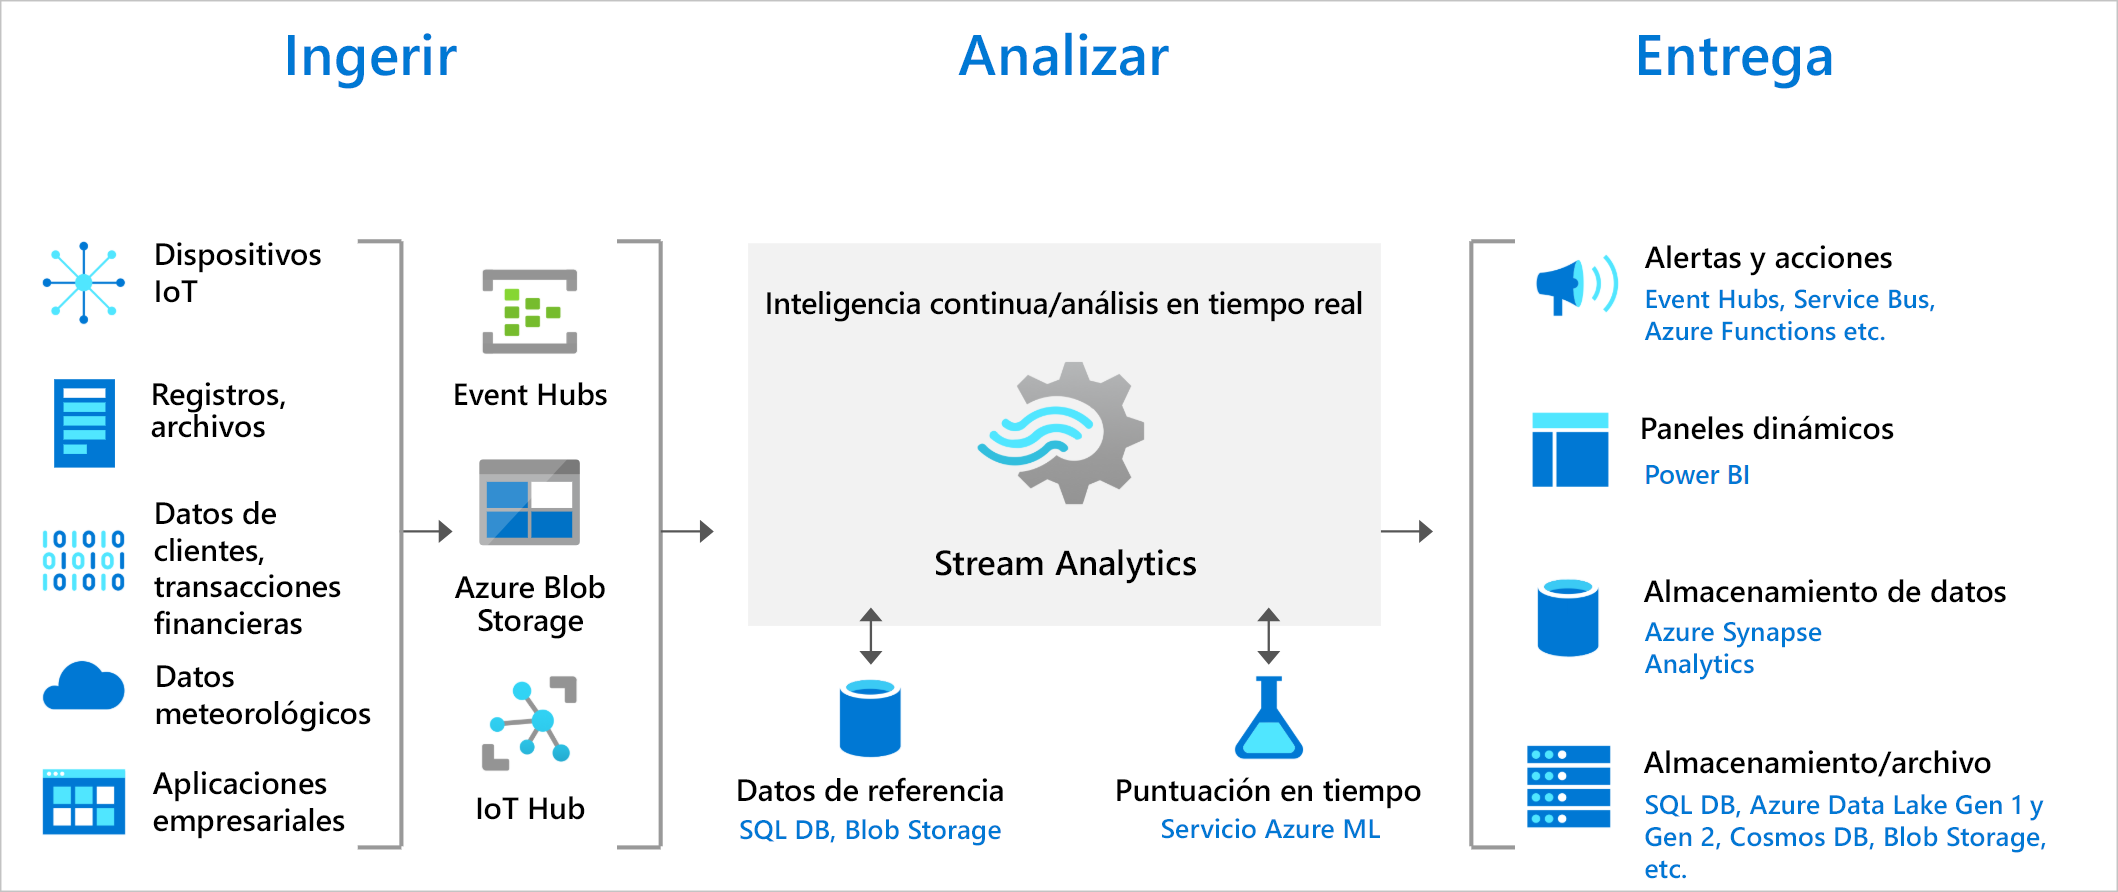 Ingerir
Analizar
Entrega
Dispositivos
IoT
Registros,
archivos
Datos de
clientes,
transacciones
financieras
Datos
meteorológicos
Aplicaciones
empresariales
Event Hubs
Azure Blob
Storage
IoT Hub
Inteligencia continua/análisis en tiempo real
Stream Analytics
Datos de referencia
SQL DB, Blob Storage
Puntuación en tiempo
Servicio Azure ML
Alertas y acciones
Event Hubs, Service Bus,
Azure Functions etc.
Paneles dinámicos
Power BI
Almacenamiento de datos
Azure Synapse
Analytics
Almacenamiento/archivo
SQL DB, Azure Data Lake Gen 1 y
Gen 2, Cosmos DB, Blob Storage,
etc.